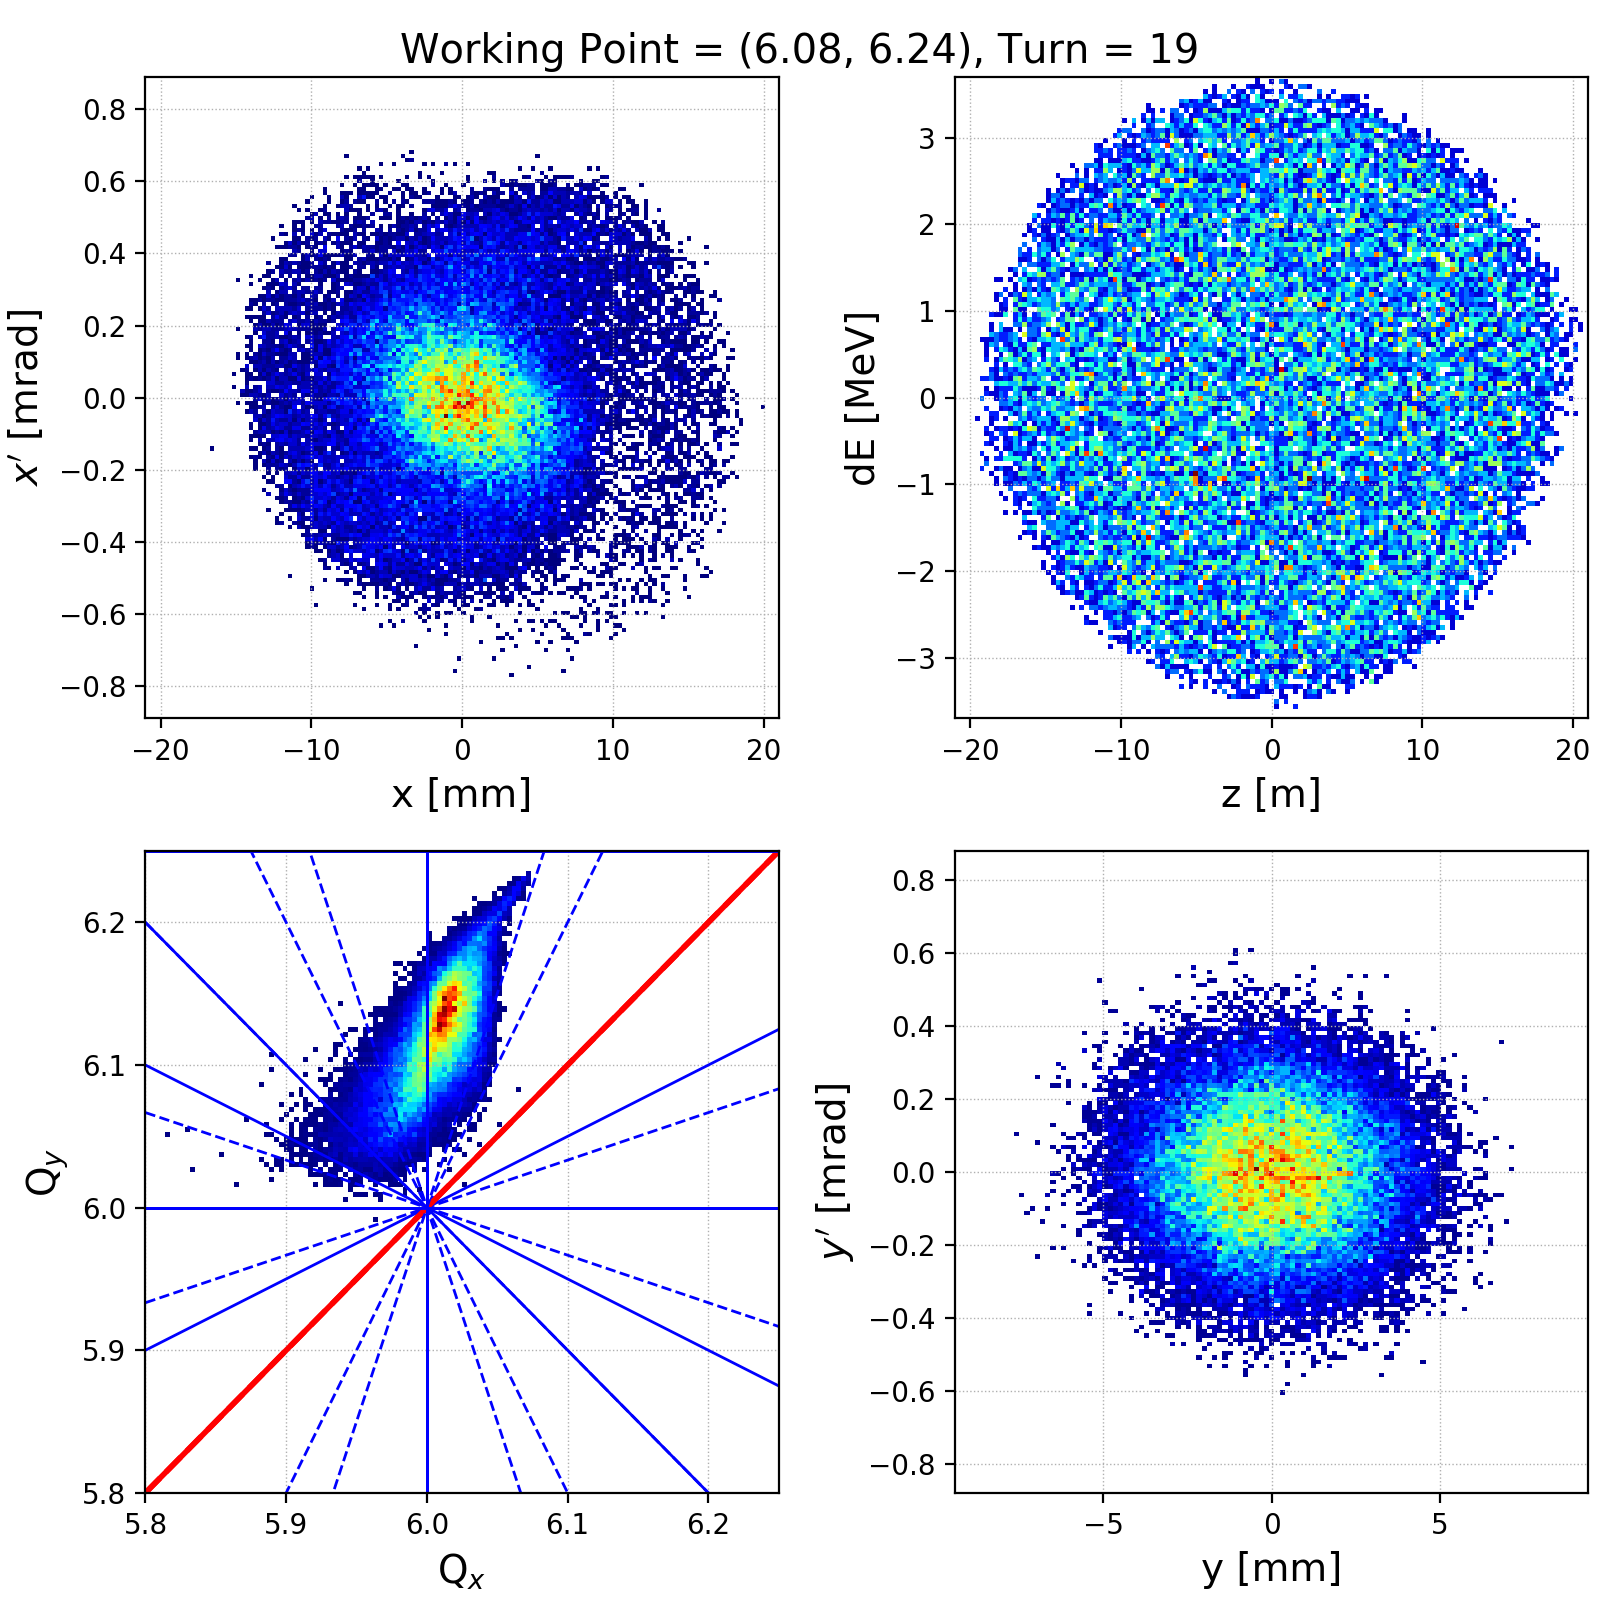 Working Point = (6.08, 6.24), Turn = 19
0.8
0.6
0.4
0.2
0.0
−0.2
−0.4
−0.6
−0.8
x′ [mrad]
−20 −10 0 10 20
x [mm]
3
2
1
0
−1
−2
−3
dE [MeV]
−20 −10 0 10 20
z [m]
6.2
6.1
6.0
5.9
5.8
Qy
5.8 5.9 6.0 6.1 6.2
Qx
0.8
0.6
0.4
0.2
0.0
−0.2
−0.4
−0.6
−0.8
y′ [mrad]
−5 0 5
y [mm]